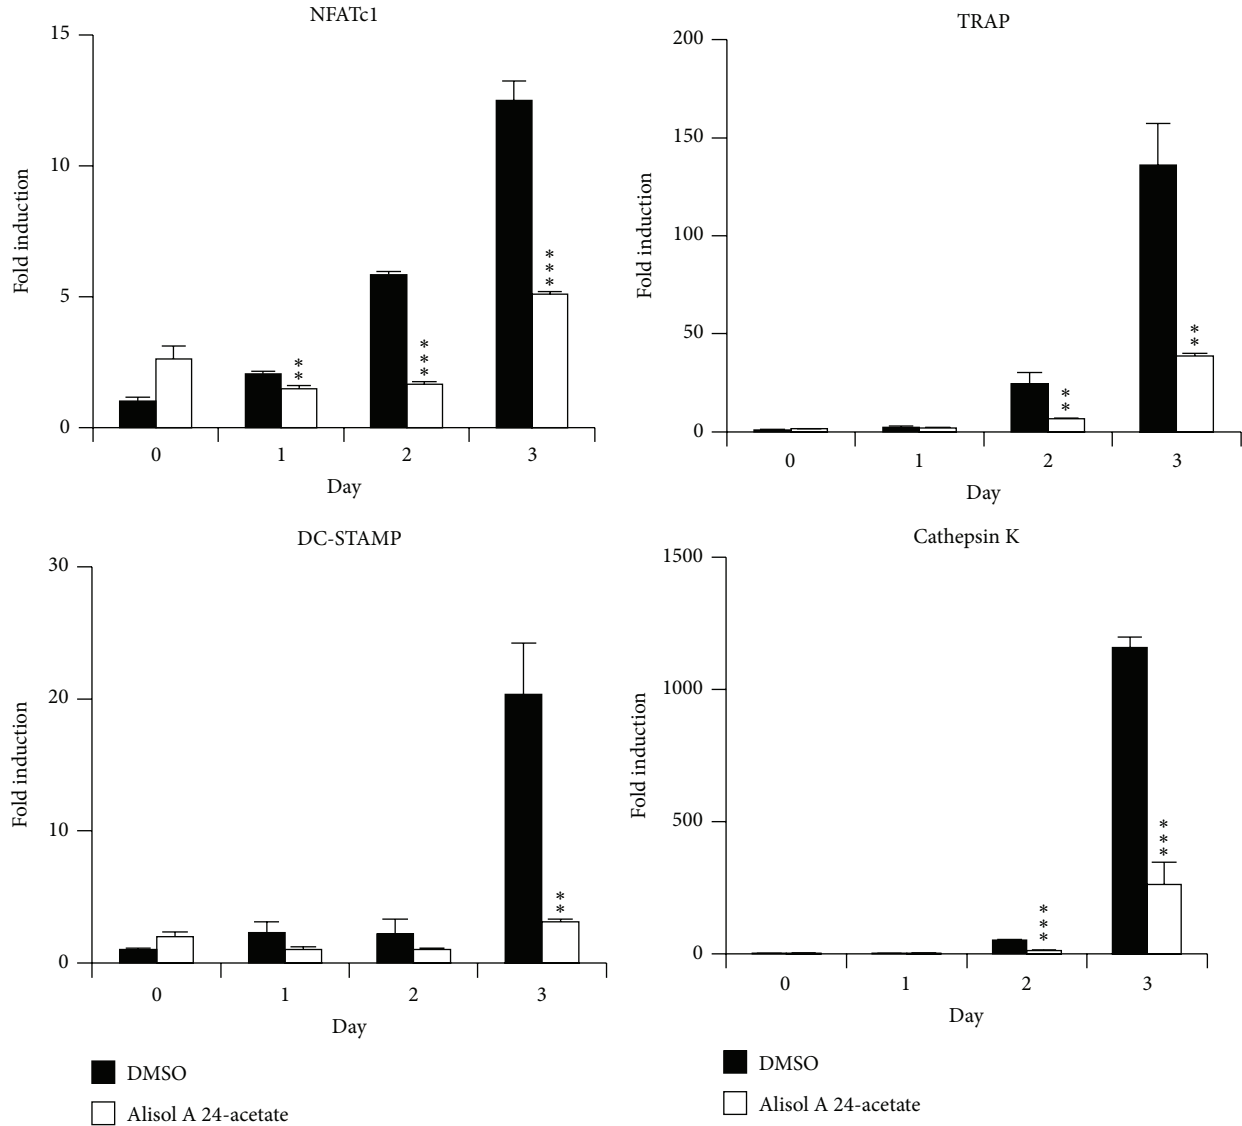 NFATc1
15
10
5
0
Fold induction
**
***
***
0 1 2 3
Day
TRAP
200
150
100
50
0
Fold induction
**
**
0 1 2 3
Day
DC-STAMP
30
20
10
0
Fold induction
**
0 1 2 3
Day
DMSO
Alisol A 24-acetate
Cathepsin K
1500
1000
500
0
Fold induction
***
***
0 1 2 3
Day
DMSO
Alisol A 24-acetate